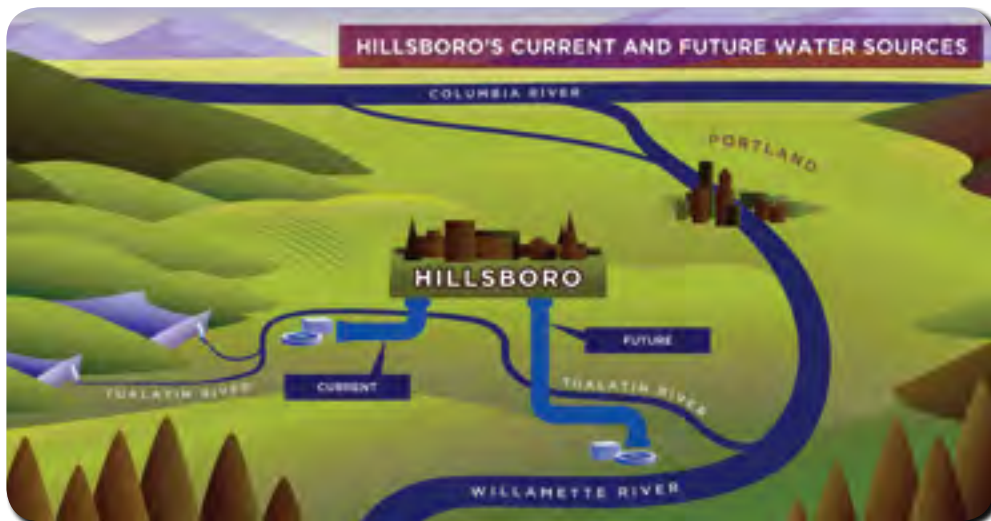 HILLSBORO'S CURRENT AND FUTURE WATER SOURCES
COLUMBIA RIVER
PORTLAND
HILLSBORO
FUTURE
CURRENT
TUALATIN RIVER
TUALATIN RIVER
WILLAMETTE RIVER